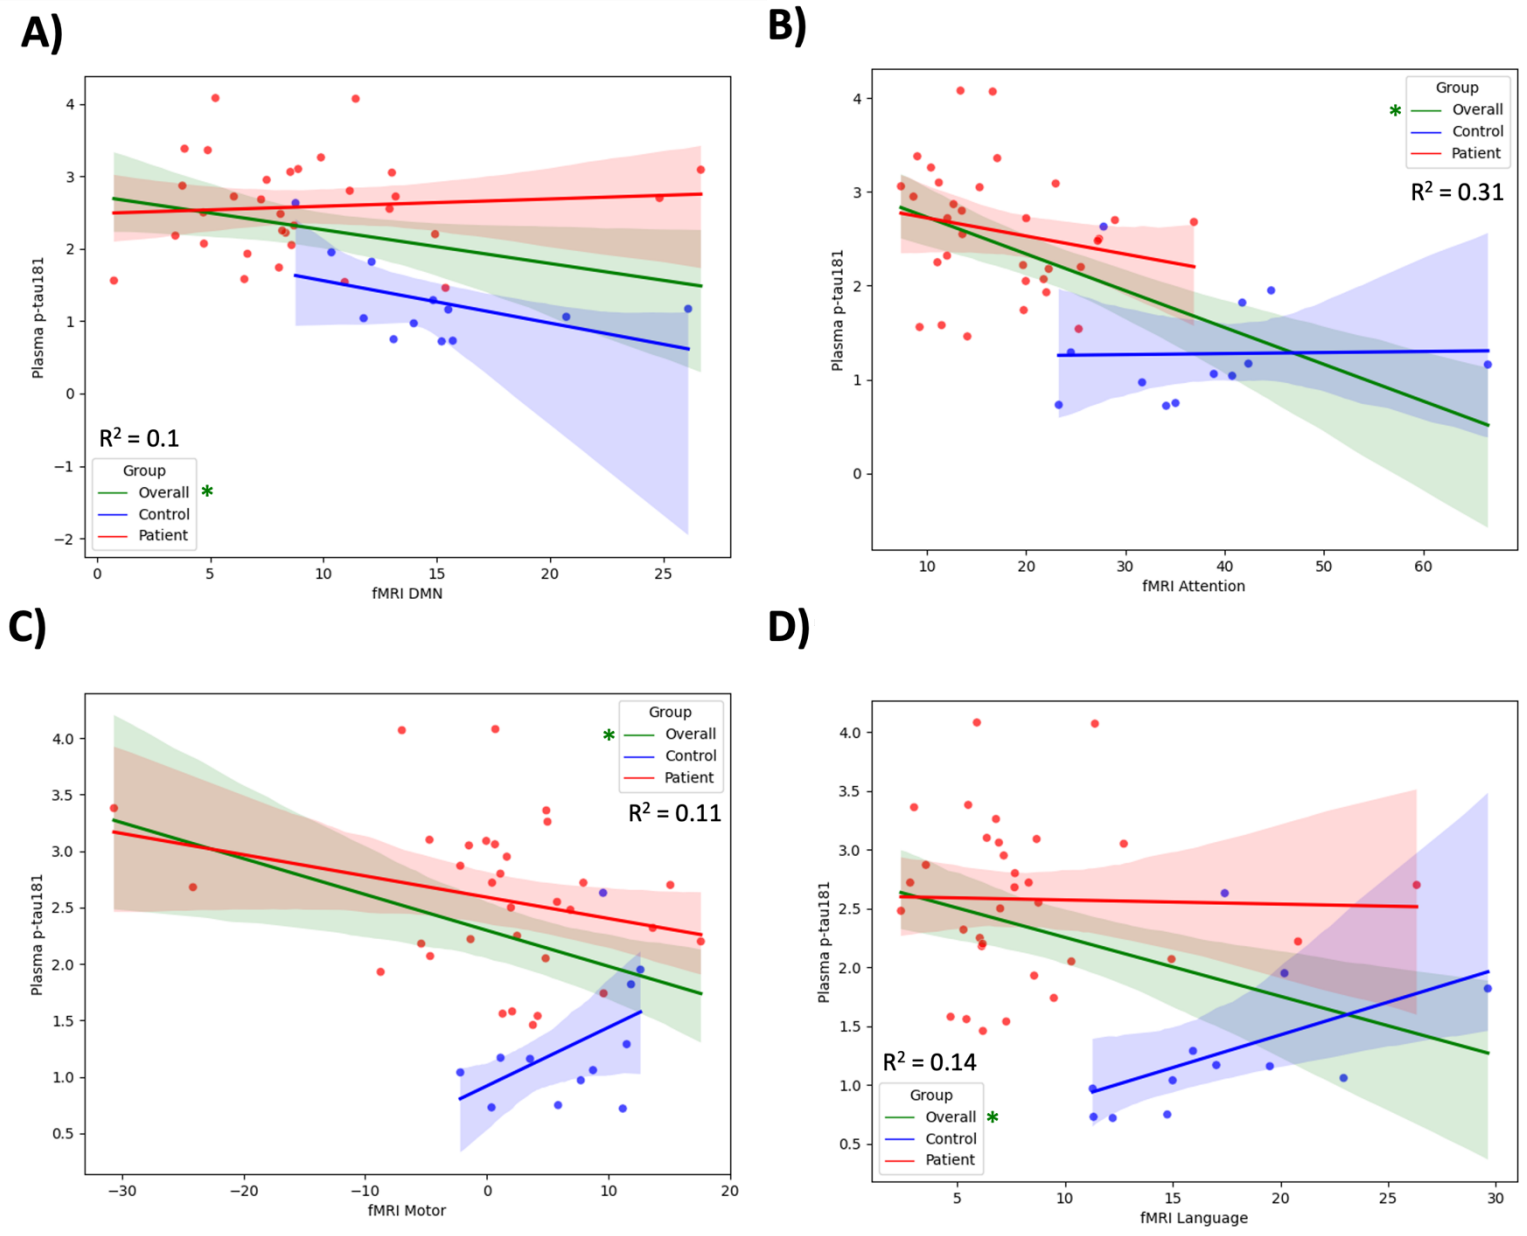 A)
4
3
2
1
0
−1
−2
Plasma p-tau181
R² = 0.1
Group
Overall *
Control
Patient
0 5 10 15 20 25
fMRI DMN
B)
4
3
2
1
0
Plasma p-tau181
Group
* Overall
Control
Patient
R² = 0.31
10 20 30 40 50 60
fMRI Attention
C)
4.0
3.5
3.0
2.5
2.0
1.5
1.0
0.5
Plasma p-tau181
Group
* Overall
Control
Patient
R² = 0.11
−30 −20 −10 0 10 20
fMRI Motor
D)
4.0
3.5
3.0
2.5
2.0
1.5
1.0
0.5
Plasma p-tau181
R² = 0.14
Group
Overall *
Control
Patient
5 10 15 20 25 30
fMRI Language